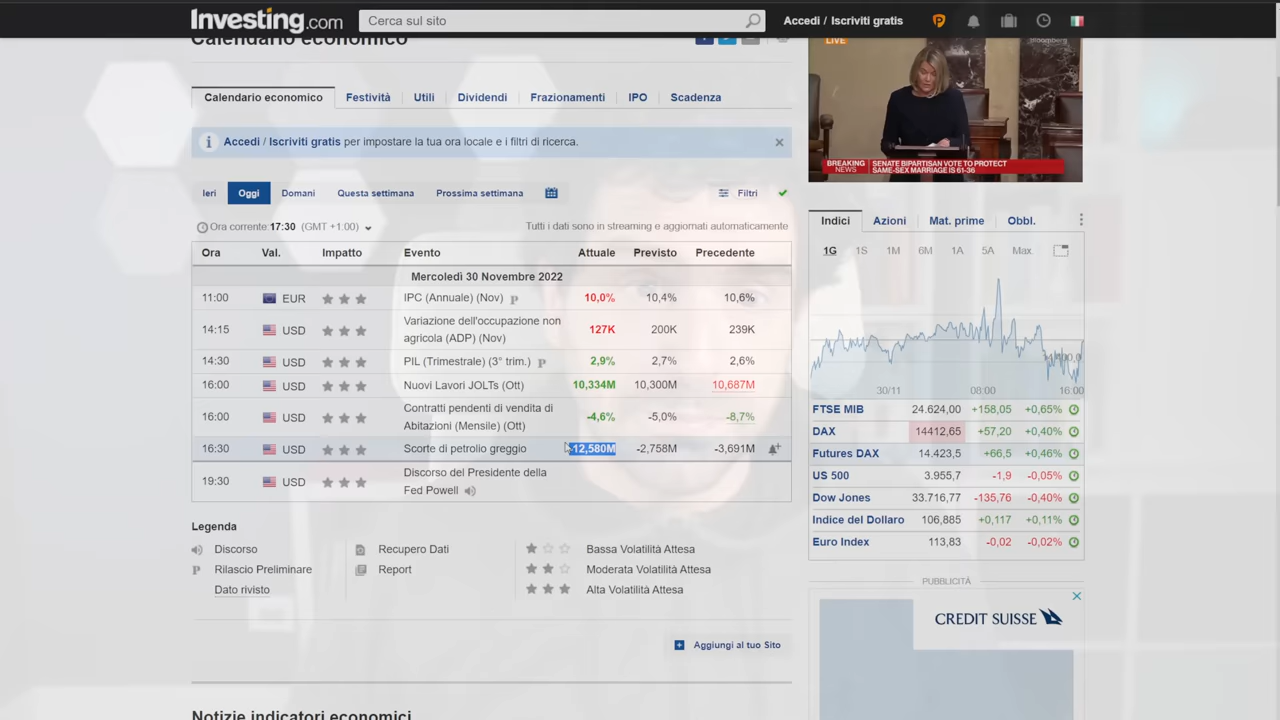 Investing.com
Cerca sul sito
Accedi / Iscriviti gratis
Calendario economico
LIVE
Bloomberg
BREAKING NEWS
SENATE BIPARTISAN VOTE TO PROTECT
SAME-SEX MARRIAGE IS 61-36
Calendario economico Festività Utili Dividendi Frazionamenti IPO Scadenza
Accedi / Iscriviti gratis per impostare la tua ora locale e i filtri di ricerca.
Ieri Oggi Domani Questa settimana Prossima settimana Filtri
Ora corrente 17:30 (GMT +1:00) Tutti i dati sono in streaming e aggiornati automaticamente
Ora Val. Impatto Evento Attuale Previsto Precedente
Mercoledì 30 Novembre 2022
11:00 EUR IPC (Annuale) (Nov) P 10,0% 10,4% 10,6%
14:15 USD Variazione dell'occupazione non agricola (ADP) (Nov) 127K 200K 239K
14:30 USD PIL (Trimestrale) (3° trim.) P 2,9% 2,7% 2,6%
16:00 USD Nuovi Lavori JOLTs (Ott) 10,334M 10,300M 10,687M
16:00 USD Contratti pendenti di vendita di Abitazioni (Mensile) (Ott) -4,6% -5,0% -8,7%
16:30 USD Scorte di petrolio greggio 12,580M -2,758M -3,691M
19:30 USD Discorso del Presidente della Fed Powell
Legenda
Discorso Recupero Dati Bassa Volatilità Attesa
P Rilascio Preliminare Report Moderata Volatilità Attesa
Dato rivisto Alta Volatilità Attesa
Aggiungi al tuo Sito
Notizie indicatori economici
Indici Azioni Mat. prime Obbl.
1G 1S 1M 6M 1A 5A Max.
30/11 08:00 16:00
FTSE MIB 24.624,00 +158,05 +0,65%
DAX 14412,65 +57,20 +0,40%
Futures DAX 14.423,5 +66,5 +0,46%
US 500 3.955,7 -1,9 -0,05%
Dow Jones 33.716,77 -135,76 -0,40%
Indice del Dollaro 106,885 +0,117 +0,11%
Euro Index 113,83 -0,02 -0,02%
PUBBLICITÀ
CREDIT SUISSE